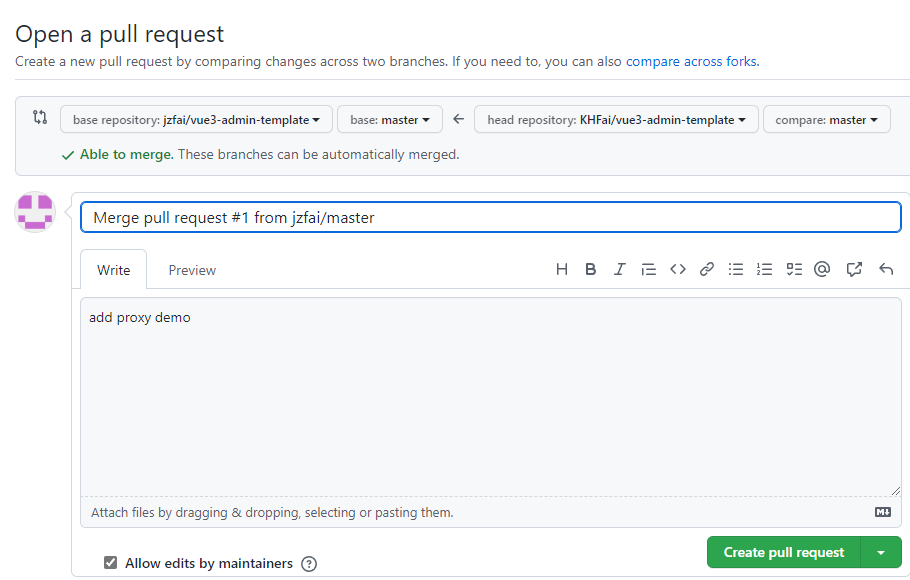 Open a pull request
Create a new pull request by comparing changes across two branches. If you need to, you can also compare across forks.
base repository: jzfai/vue3-admin-template base: master head repository: KHFai/vue3-admin-template compare: master
Able to merge. These branches can be automatically merged.
Merge pull request #1 from jzfai/master
Write Preview
add proxy demo
Attach files by dragging & dropping, selecting or pasting them.
Allow edits by maintainers
Create pull request